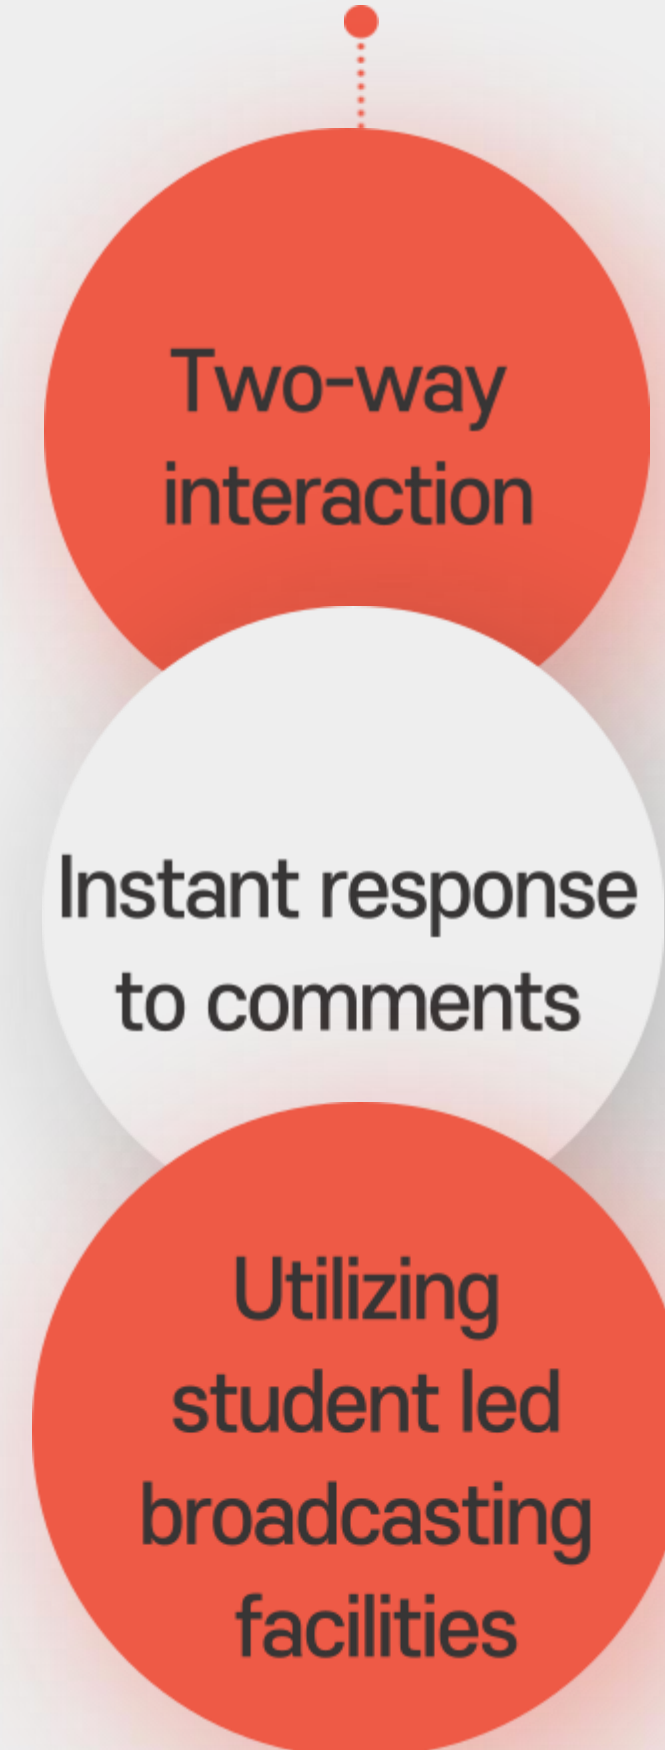 Two-way
interaction
Instant response
to comments
Utilizing
student led
broadcasting
facilities